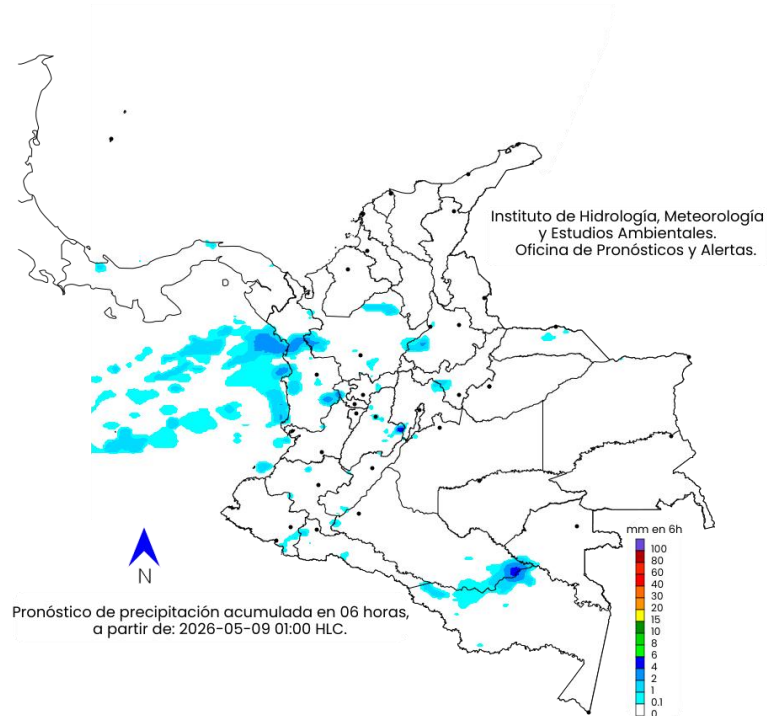 Instituto de Hidrología, Meteorología
y Estudios Ambientales.
Oficina de Pronósticos y Alertas.
mm en 6h
100
80
60
40
30
20
15
10
8
6
4
2
1
0.1
0
N
Pronóstico de precipitación acumulada en 06 horas,
a partir de: 2026-05-09 01:00 HLC.